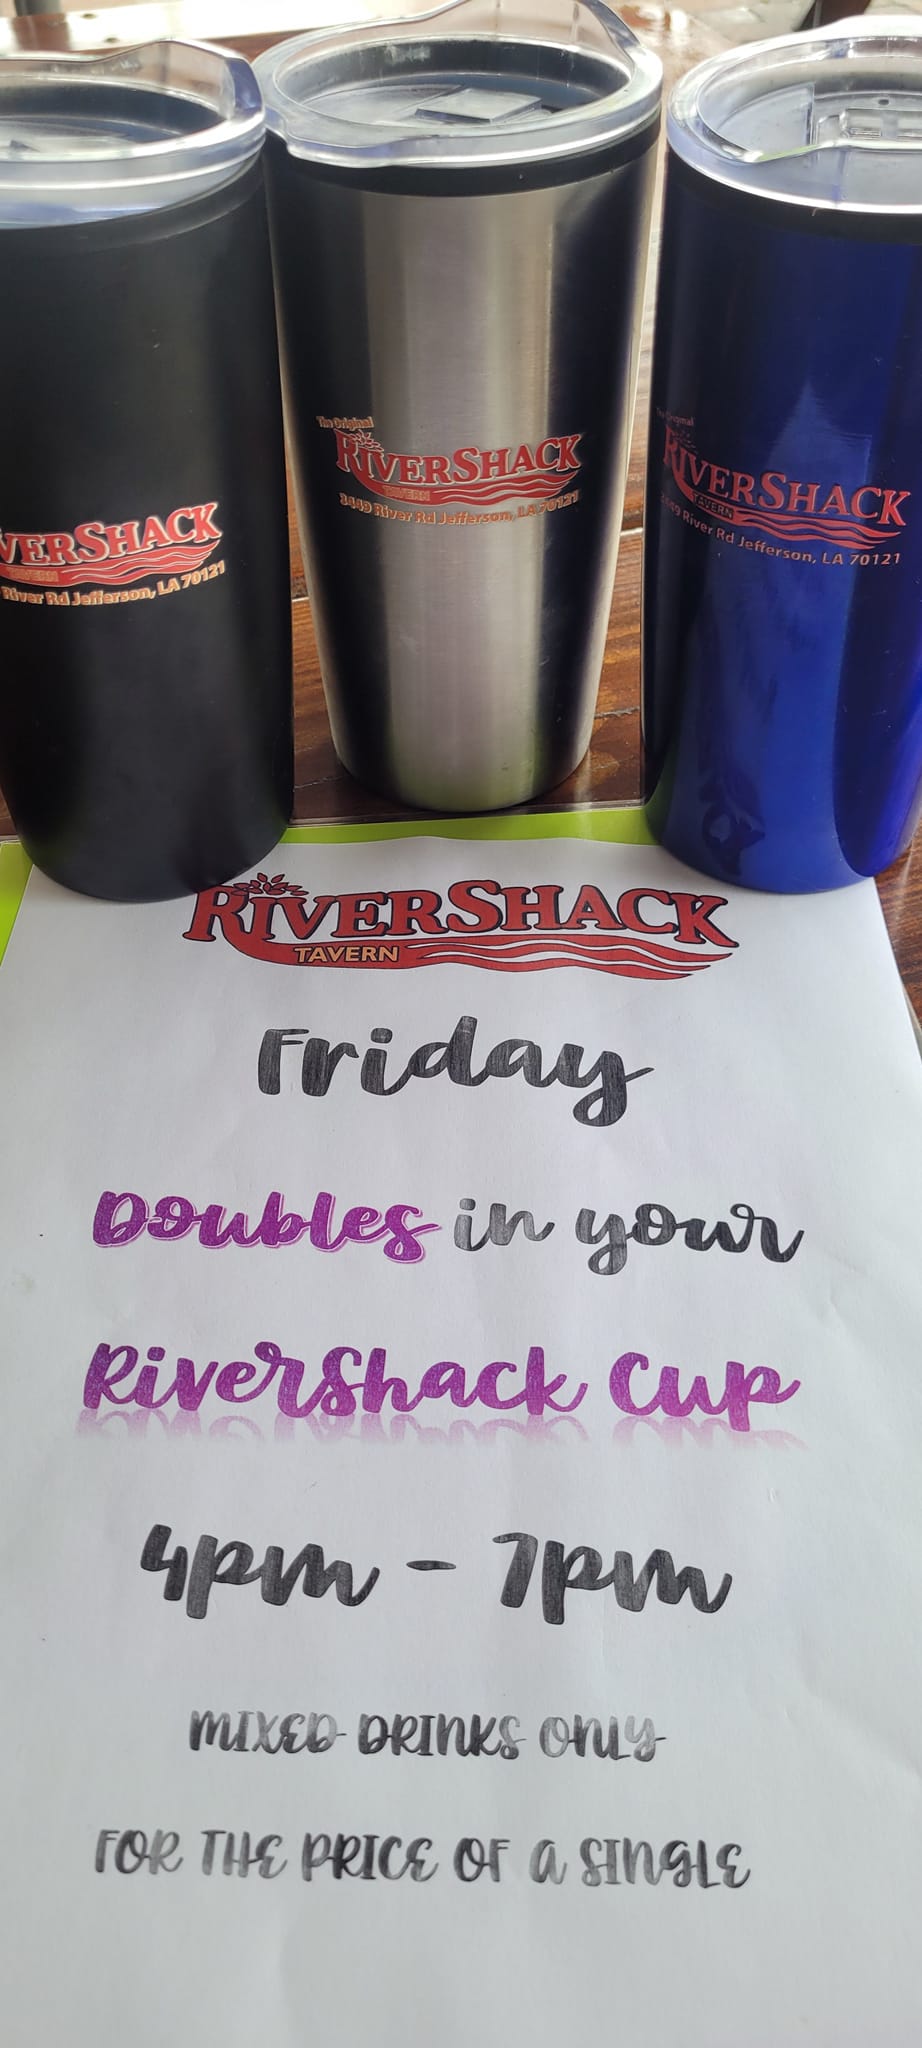 VERSHACK
TAVERN
River Rd Jefferson, LA 70121
The Original
RIVERSHACK
TAVERN
3449 River Rd Jefferson, LA 70121
The Original
RIVERSHACK
TAVERN
3449 River Rd Jefferson, LA 70121
RIVERSHACK
TAVERN
Friday
Doubles in your
RiverShack Cup
4pm - 7pm
MIXED DRINKS ONLY
FOR THE PRICE OF A SINGLE